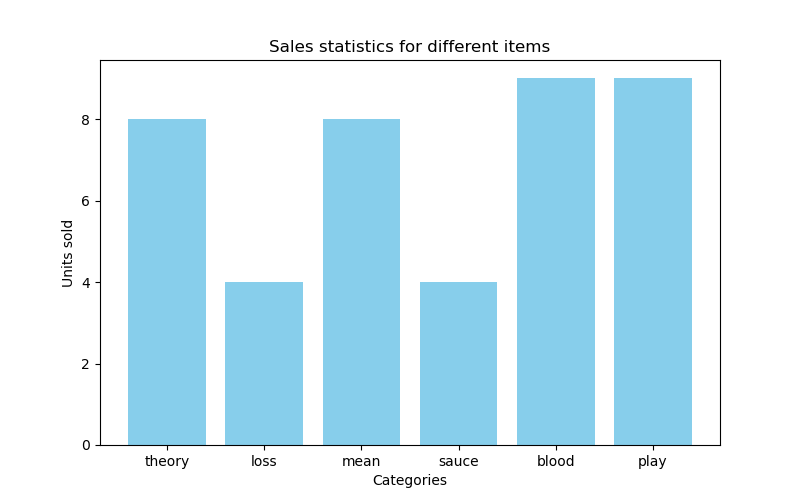 Sales statistics for different items
Units sold
8
6
4
2
0
theory loss mean sauce blood play
Categories